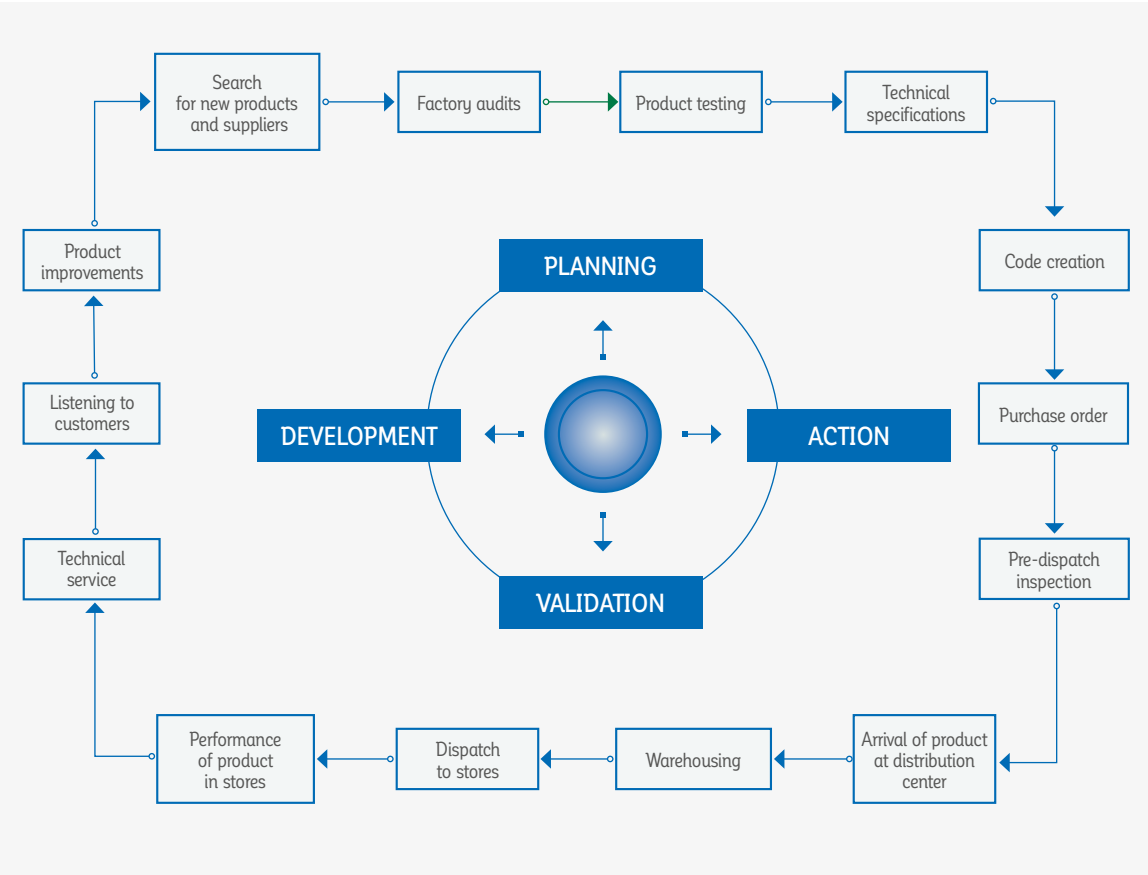 Search
for new products
and suppliers
Factory audits
Product testing
Technical
specifications
Code creation
Purchase order
Pre-dispatch
inspection
Arrival of product
at distribution
center
Warehousing
Dispatch
to stores
Performance
of product
in stores
Technical
service
Listening to
customers
Product
improvements
PLANNING
ACTION
VALIDATION
DEVELOPMENT